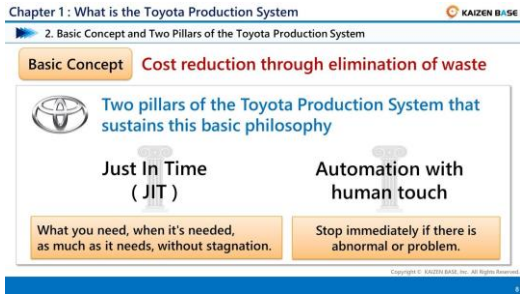 Chapter 1 : What is the Toyota Production System
KAIZEN BASE
2. Basic Concept and Two Pillars of the Toyota Production System
Basic Concept
Cost reduction through elimination of waste
Two pillars of the Toyota Production System that
sustains this basic philosophy
Just In Time
( JIT )
Automation with
human touch
What you need, when it's needed,
as much as it needs, without stagnation.
Stop immediately if there is
abnormal or problem.
Copyright © KAIZEN BASE, Inc. All Rights Reserved.
8